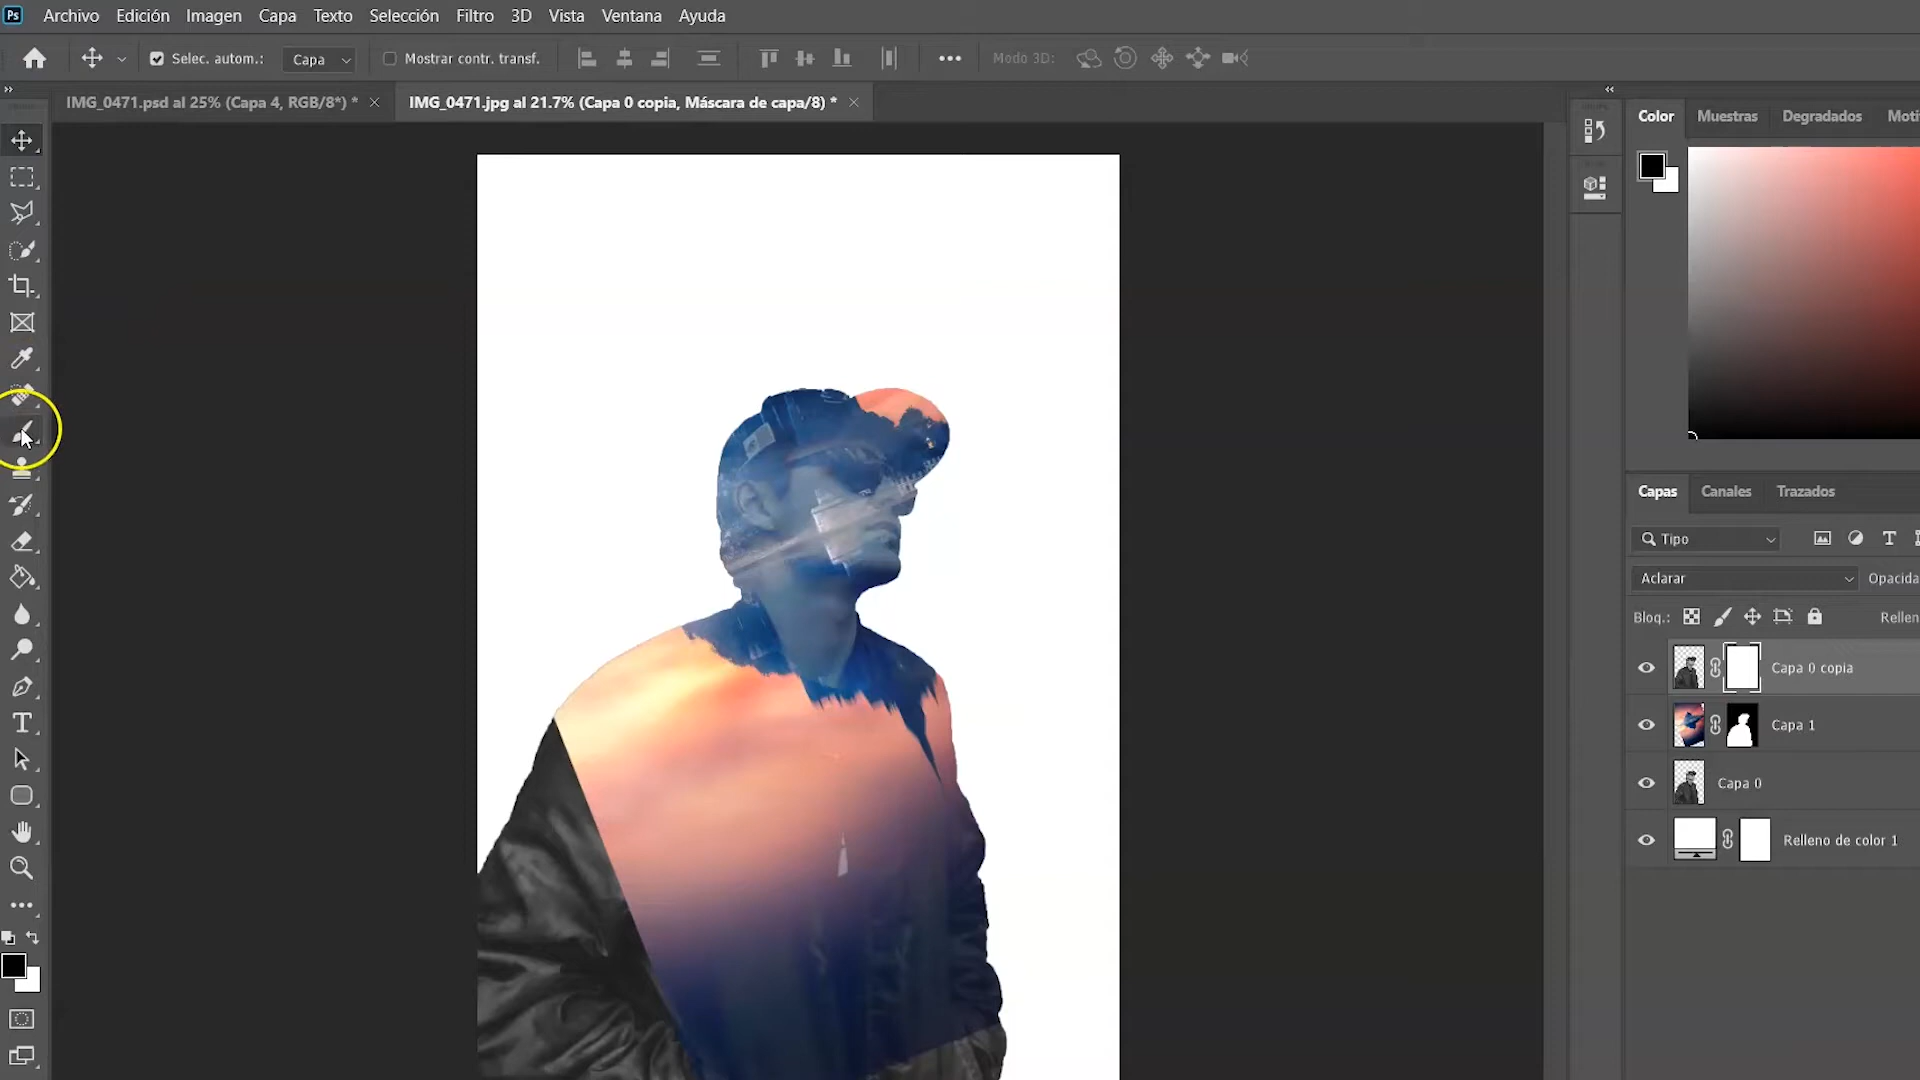 Ps Archivo Edición Imagen Capa Texto Selección Filtro 3D Vista Ventana Ayuda
Selec. autom.: Capa Mostrar contr. transf. Modo 3D:
IMG_0471.psd al 25% (Capa 4, RGB/8*) * IMG_0471.jpg al 21.7% (Capa 0 copia, Máscara de capa/8) *
Color Muestras Degradados Moti
Capas Canales Trazados
Tipo
Aclarar Opacida
Bloq.: Rellen
Capa 0 copia
Capa 1
Capa 0
Relleno de color 1